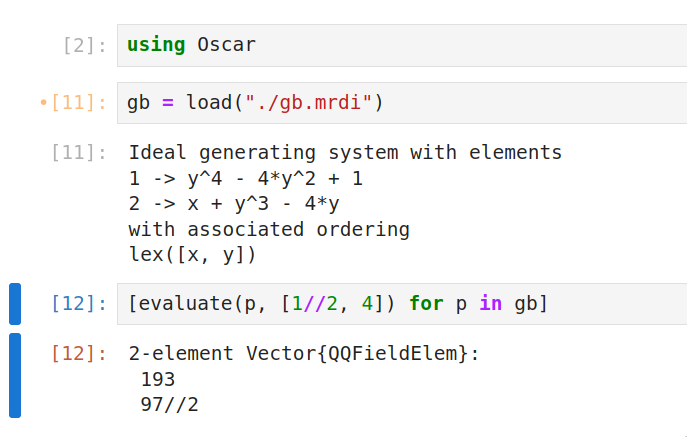 [2]: using Oscar
•[11]: gb = load("./gb.mrdi")
[11]: Ideal generating system with elements
1 -> y^4 - 4*y^2 + 1
2 -> x + y^3 - 4*y
with associated ordering
lex([x, y])
[12]: [evaluate(p, [1//2, 4]) for p in gb]
[12]: 2-element Vector{QQFieldElem}:
193
97//2